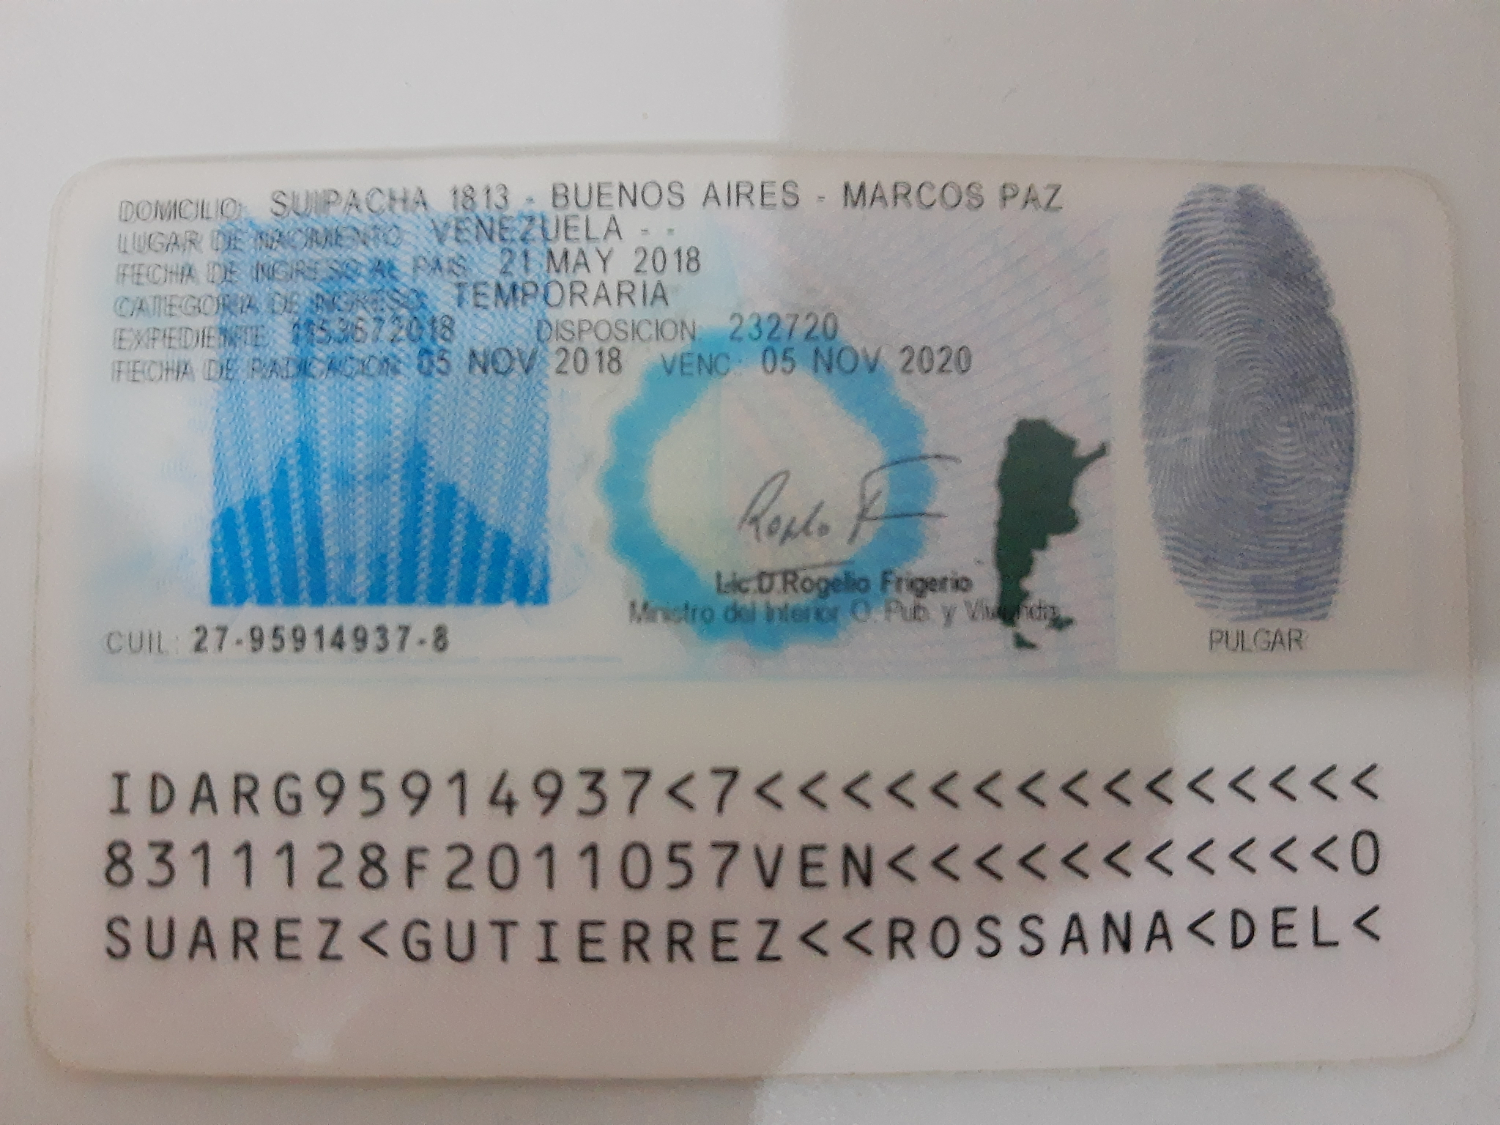 DOMICILIO: SUIPACHA 1813 - BUENOS AIRES - MARCOS PAZ
LUGAR DE NACIMIENTO: VENEZUELA - -
FECHA DE INGRESO AL PAIS: 21 MAY 2018
CATEGORIA DE INGRESO: TEMPORARIA
EXPEDIENTE: DISPOSICION: 232720
FECHA DE RADICACION: 05 NOV 2018 VENC: 05 NOV 2020
Lic.D.Rogelio Frigerio
Ministro del Interior O. Pub. y Vivienda
CUIL: 27-95914937-8
PULGAR
IDARG95914937<7<<<<<<<<<<<<<<<
8311128F2011057VEN<<<<<<<<<<<0
SUAREZ<GUTIERREZ<<ROSSANA<DEL<